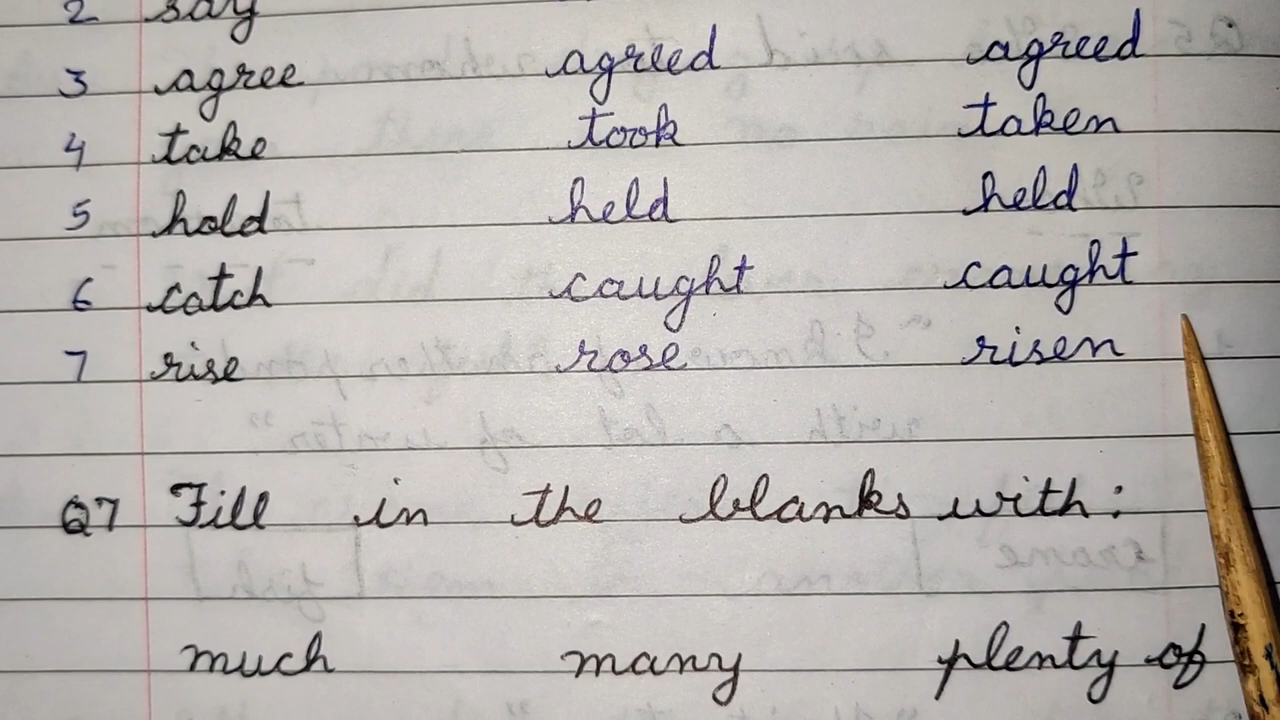 2 say
3 agree agreed agreed
4 take took taken
5 hold held held
6 catch caught caught
7 rise rose risen
Q7 Fill in the blanks with:
much many plenty of